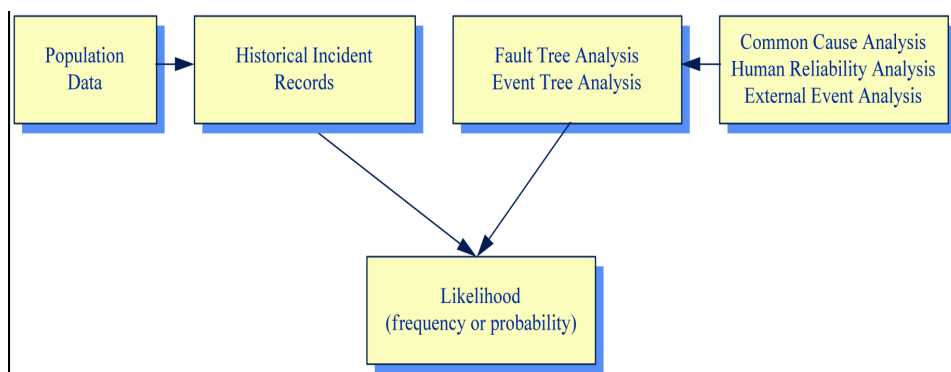 Population
Data
Historical Incident
Records
Fault Tree Analysis
Event Tree Analysis
Common Cause Analysis
Human Reliability Analysis
External Event Analysis
Likelihood
(frequency or probability)